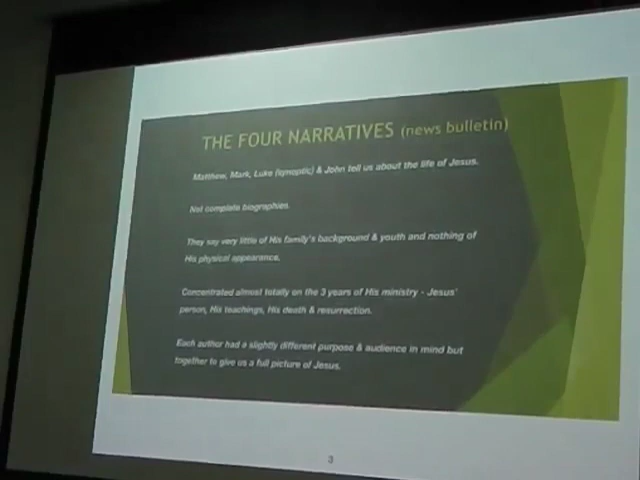 THE FOUR NARRATIVES (news bulletin)
Matthew, Mark, Luke (synoptic) & John tell us about the life of Jesus.
Not complete biographies.
They say very little of His family's background & youth and nothing of
His physical appearance.
Concentrated almost totally on the 3 years of His ministry - Jesus'
person, His teachings, His death & resurrection.
Each author had a slightly different purpose & audience in mind but
together to give us a full picture of Jesus.
3